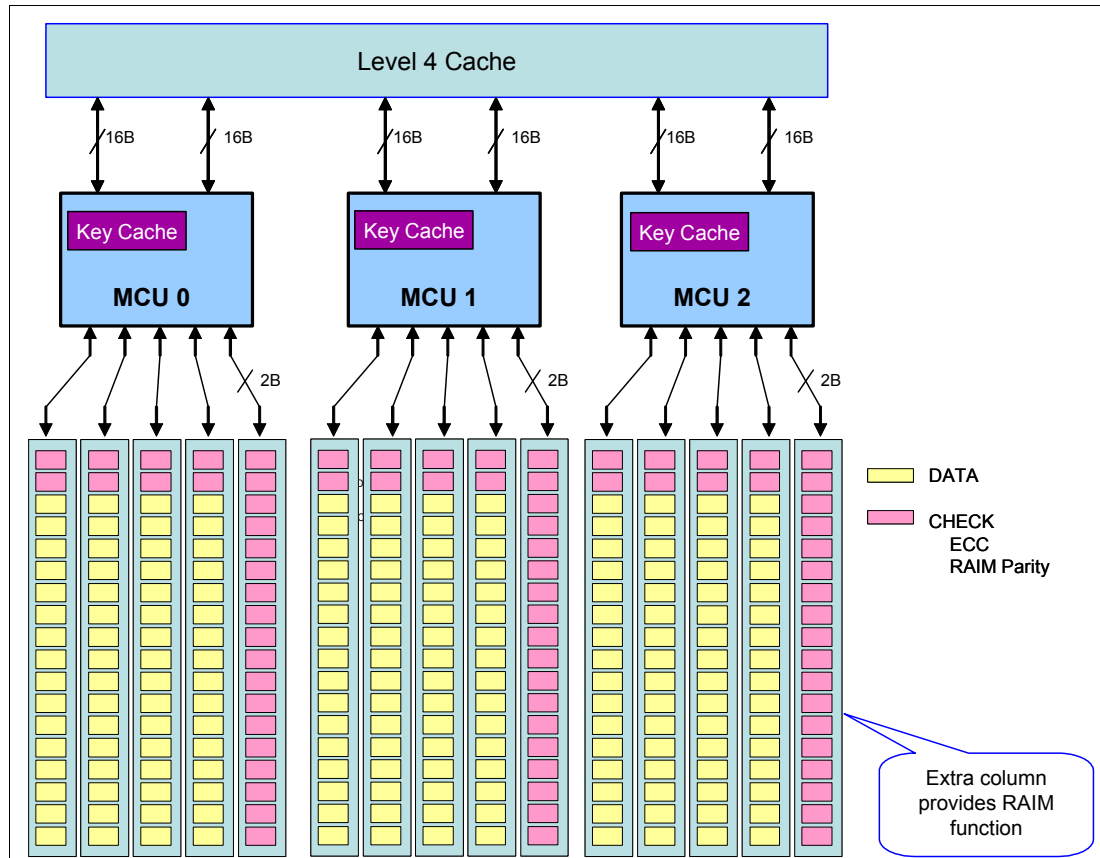 Level 4 Cache
16B
16B
16B
16B
16B
16B
Key Cache
Key Cache
Key Cache
MCU 0
MCU 1
MCU 2
2B
2B
2B
DATA
CHECK
ECC
RAIM Parity
Extra column
provides RAIM
function